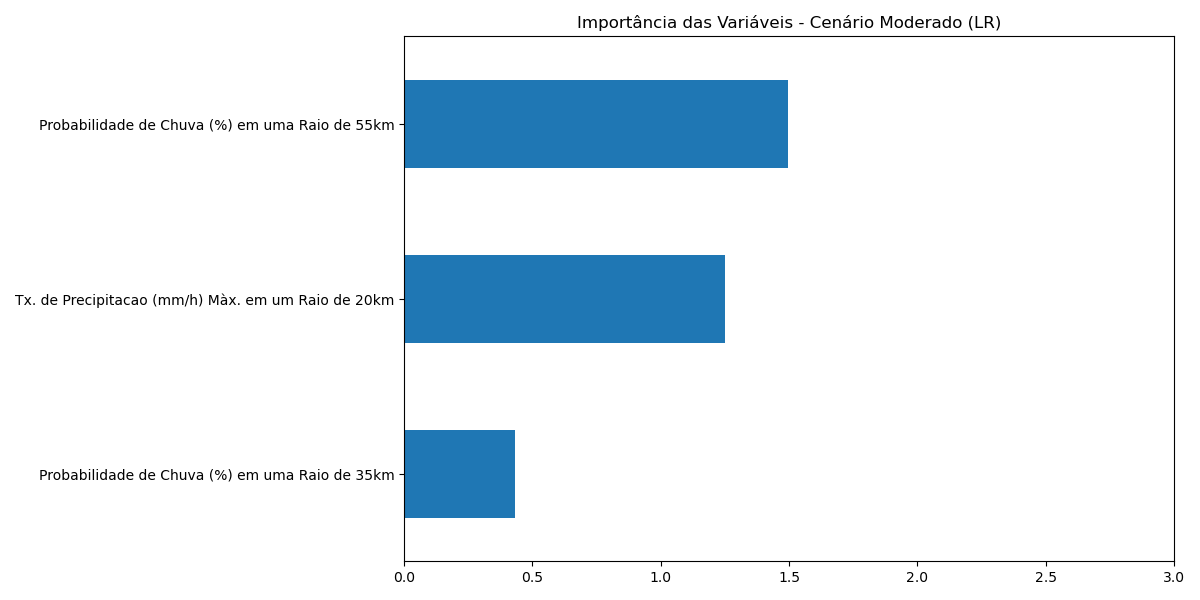 Importância das Variáveis - Cenário Moderado (LR)
Probabilidade de Chuva (%) em uma Raio de 55km
Tx. de Precipitacao (mm/h) Màx. em um Raio de 20km
Probabilidade de Chuva (%) em uma Raio de 35km
0.0 0.5 1.0 1.5 2.0 2.5 3.0